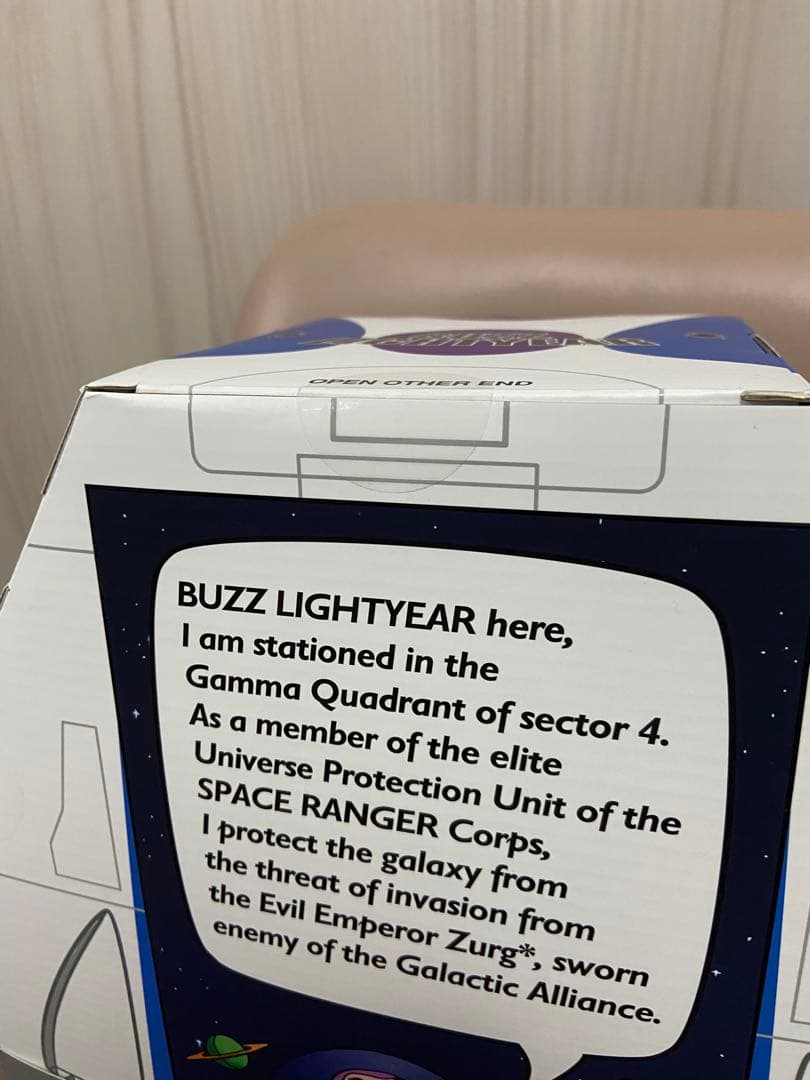 LIGHTYEAR
OPEN OTHER END
BUZZ LIGHTYEAR here,
I am stationed in the
Gamma Quadrant of sector 4.
As a member of the elite
Universe Protection Unit of the
SPACE RANGER Corps,
I protect the galaxy from
the threat of invasion from
the Evil Emperor Zurg*, sworn
enemy of the Galactic Alliance.